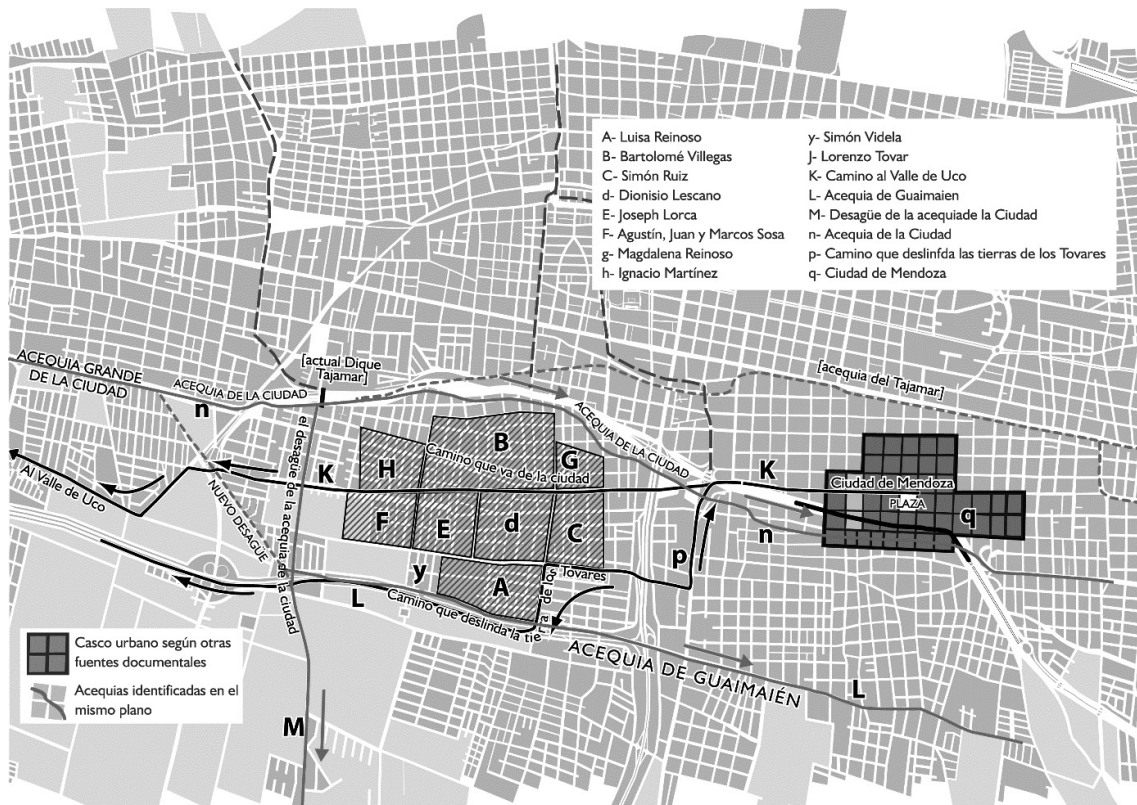 A- Luisa Reinoso
B- Bartolomé Villegas
C- Simón Ruiz
d- Dionisio Lescano
E- Joseph Lorca
F- Agustín, Juan y Marcos Sosa
g- Magdalena Reinoso
h- Ignacio Martínez
y- Simón Videla
J- Lorenzo Tovar
K- Camino al Valle de Uco
L- Acequia de Guaimaien
M- Desagüe de la acequiade la Ciudad
n- Acequia de la Ciudad
p- Camino que deslinfda las tierras de los Tovares
q- Ciudad de Mendoza
ACEQUIA GRANDE
DE LA CIUDAD
n
ACEQUIA DE LA CIUDAD
[actual Dique
Tajamar]
[acequia del Tajamar]
ACEQUIA DE LA CIUDAD
el desagüe de la acequia de la ciudad
B
G
H
Camino que va de la ciudad
K
K
Ciudad de Mendoza
PLAZA
q
Al Valle de Uco
NUEVO DESAGÜE
F
E
d
C
p
n
y
A
L
Camino que deslinda la tierra de los Tovares
ACEQUIA DE GUAIMAIÉN
L
M
Casco urbano según otras
fuentes documentales
Acequias identificadas en el
mismo plano